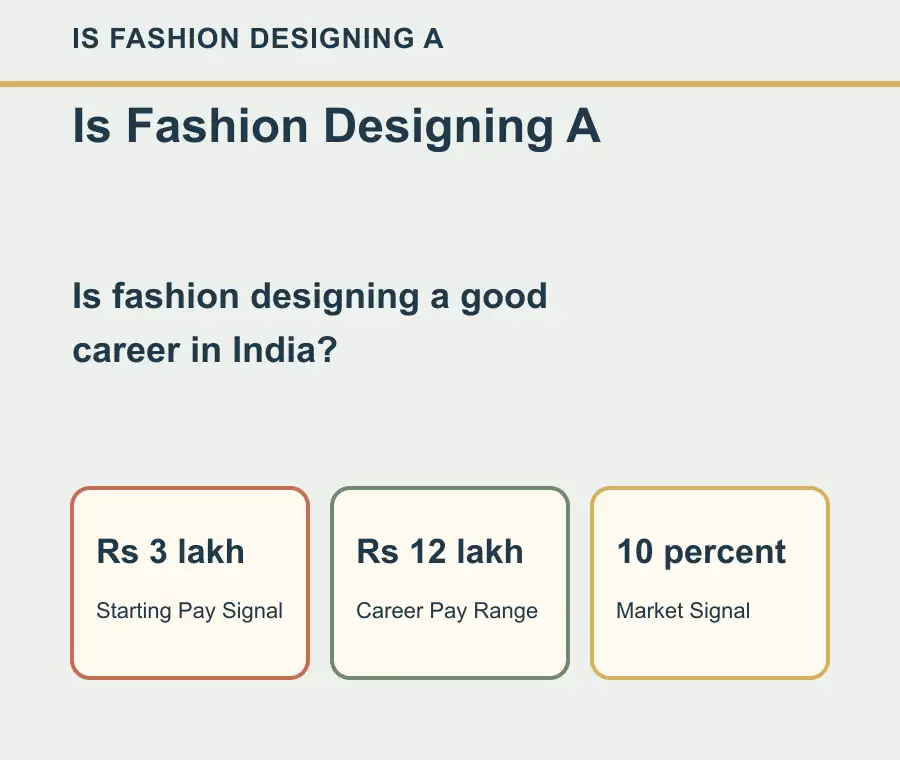 IS FASHION DESIGNING A
Is Fashion Designing A
Is fashion designing a good
career in India?
Rs 3 lakh
Starting Pay Signal
Rs 12 lakh
Career Pay Range
10 percent
Market Signal